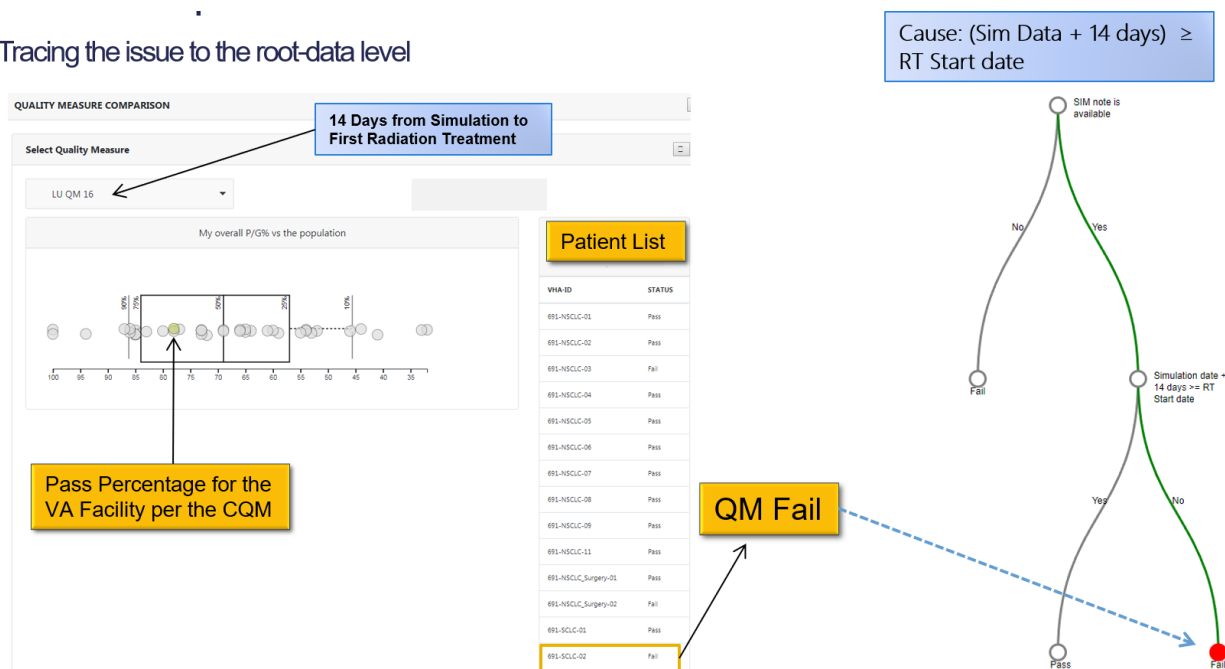 Tracing the issue to the root-data level
Cause: (Sim Data + 14 days) ≥
RT Start date
QUALITY MEASURE COMPARISON
14 Days from Simulation to
First Radiation Treatment
Select Quality Measure
LU QM 16
My overall P/G% vs the population
90%
75%
50%
25%
10%
100 95 90 85 80 75 70 65 60 55 50 45 40 35
Pass Percentage for the
VA Facility per the CQM
Patient List
VHA-ID STATUS
691-NSCLC-01 Pass
691-NSCLC-02 Pass
691-NSCLC-03 Fail
691-NSCLC-04 Pass
691-NSCLC-05 Pass
691-NSCLC-06 Pass
691-NSCLC-07 Pass
691-NSCLC-08 Pass
691-NSCLC-09 Pass
691-NSCLC-11 Pass
691-NSCLC_Surgery-01 Pass
691-NSCLC_Surgery-02 Fail
691-SCLC-01 Pass
691-SCLC-02 Fail
QM Fail
SIM note is
available
No
Yes
Fail
Simulation date +
14 days >= RT
Start date
Yes
No
Pass
Fail